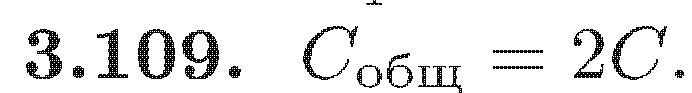 3.109. C_общ = 2C.